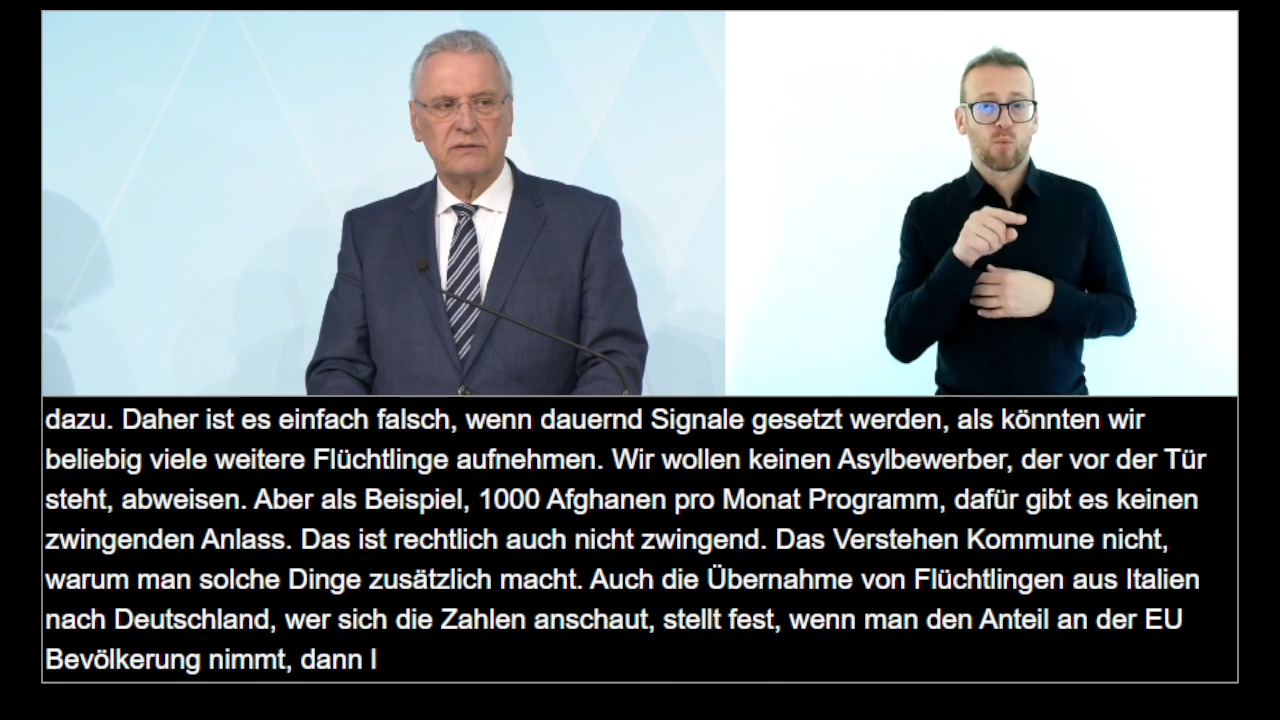 dazu. Daher ist es einfach falsch, wenn dauernd Signale gesetzt werden, als könnten wir
beliebig viele weitere Flüchtlinge aufnehmen. Wir wollen keinen Asylbewerber, der vor der Tür
steht, abweisen. Aber als Beispiel, 1000 Afghanen pro Monat Programm, dafür gibt es keinen
zwingenden Anlass. Das ist rechtlich auch nicht zwingend. Das Verstehen Kommune nicht,
warum man solche Dinge zusätzlich macht. Auch die Übernahme von Flüchtlingen aus Italien
nach Deutschland, wer sich die Zahlen anschaut, stellt fest, wenn man den Anteil an der EU
Bevölkerung nimmt, dann I